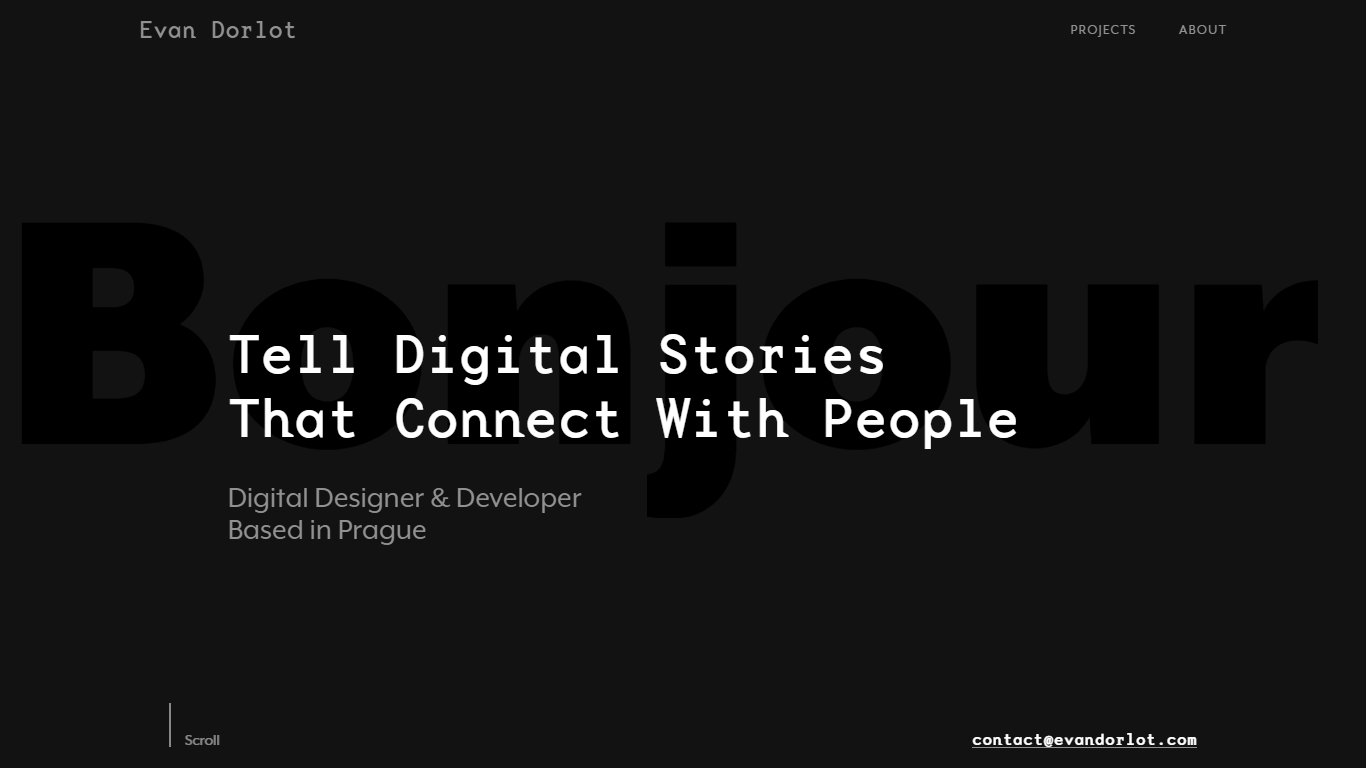 Evan Dorlot
PROJECTS
ABOUT
Bonjour
Tell Digital Stories
That Connect With People
Digital Designer & Developer
Based in Prague
Scroll
contact@evandorlot.com